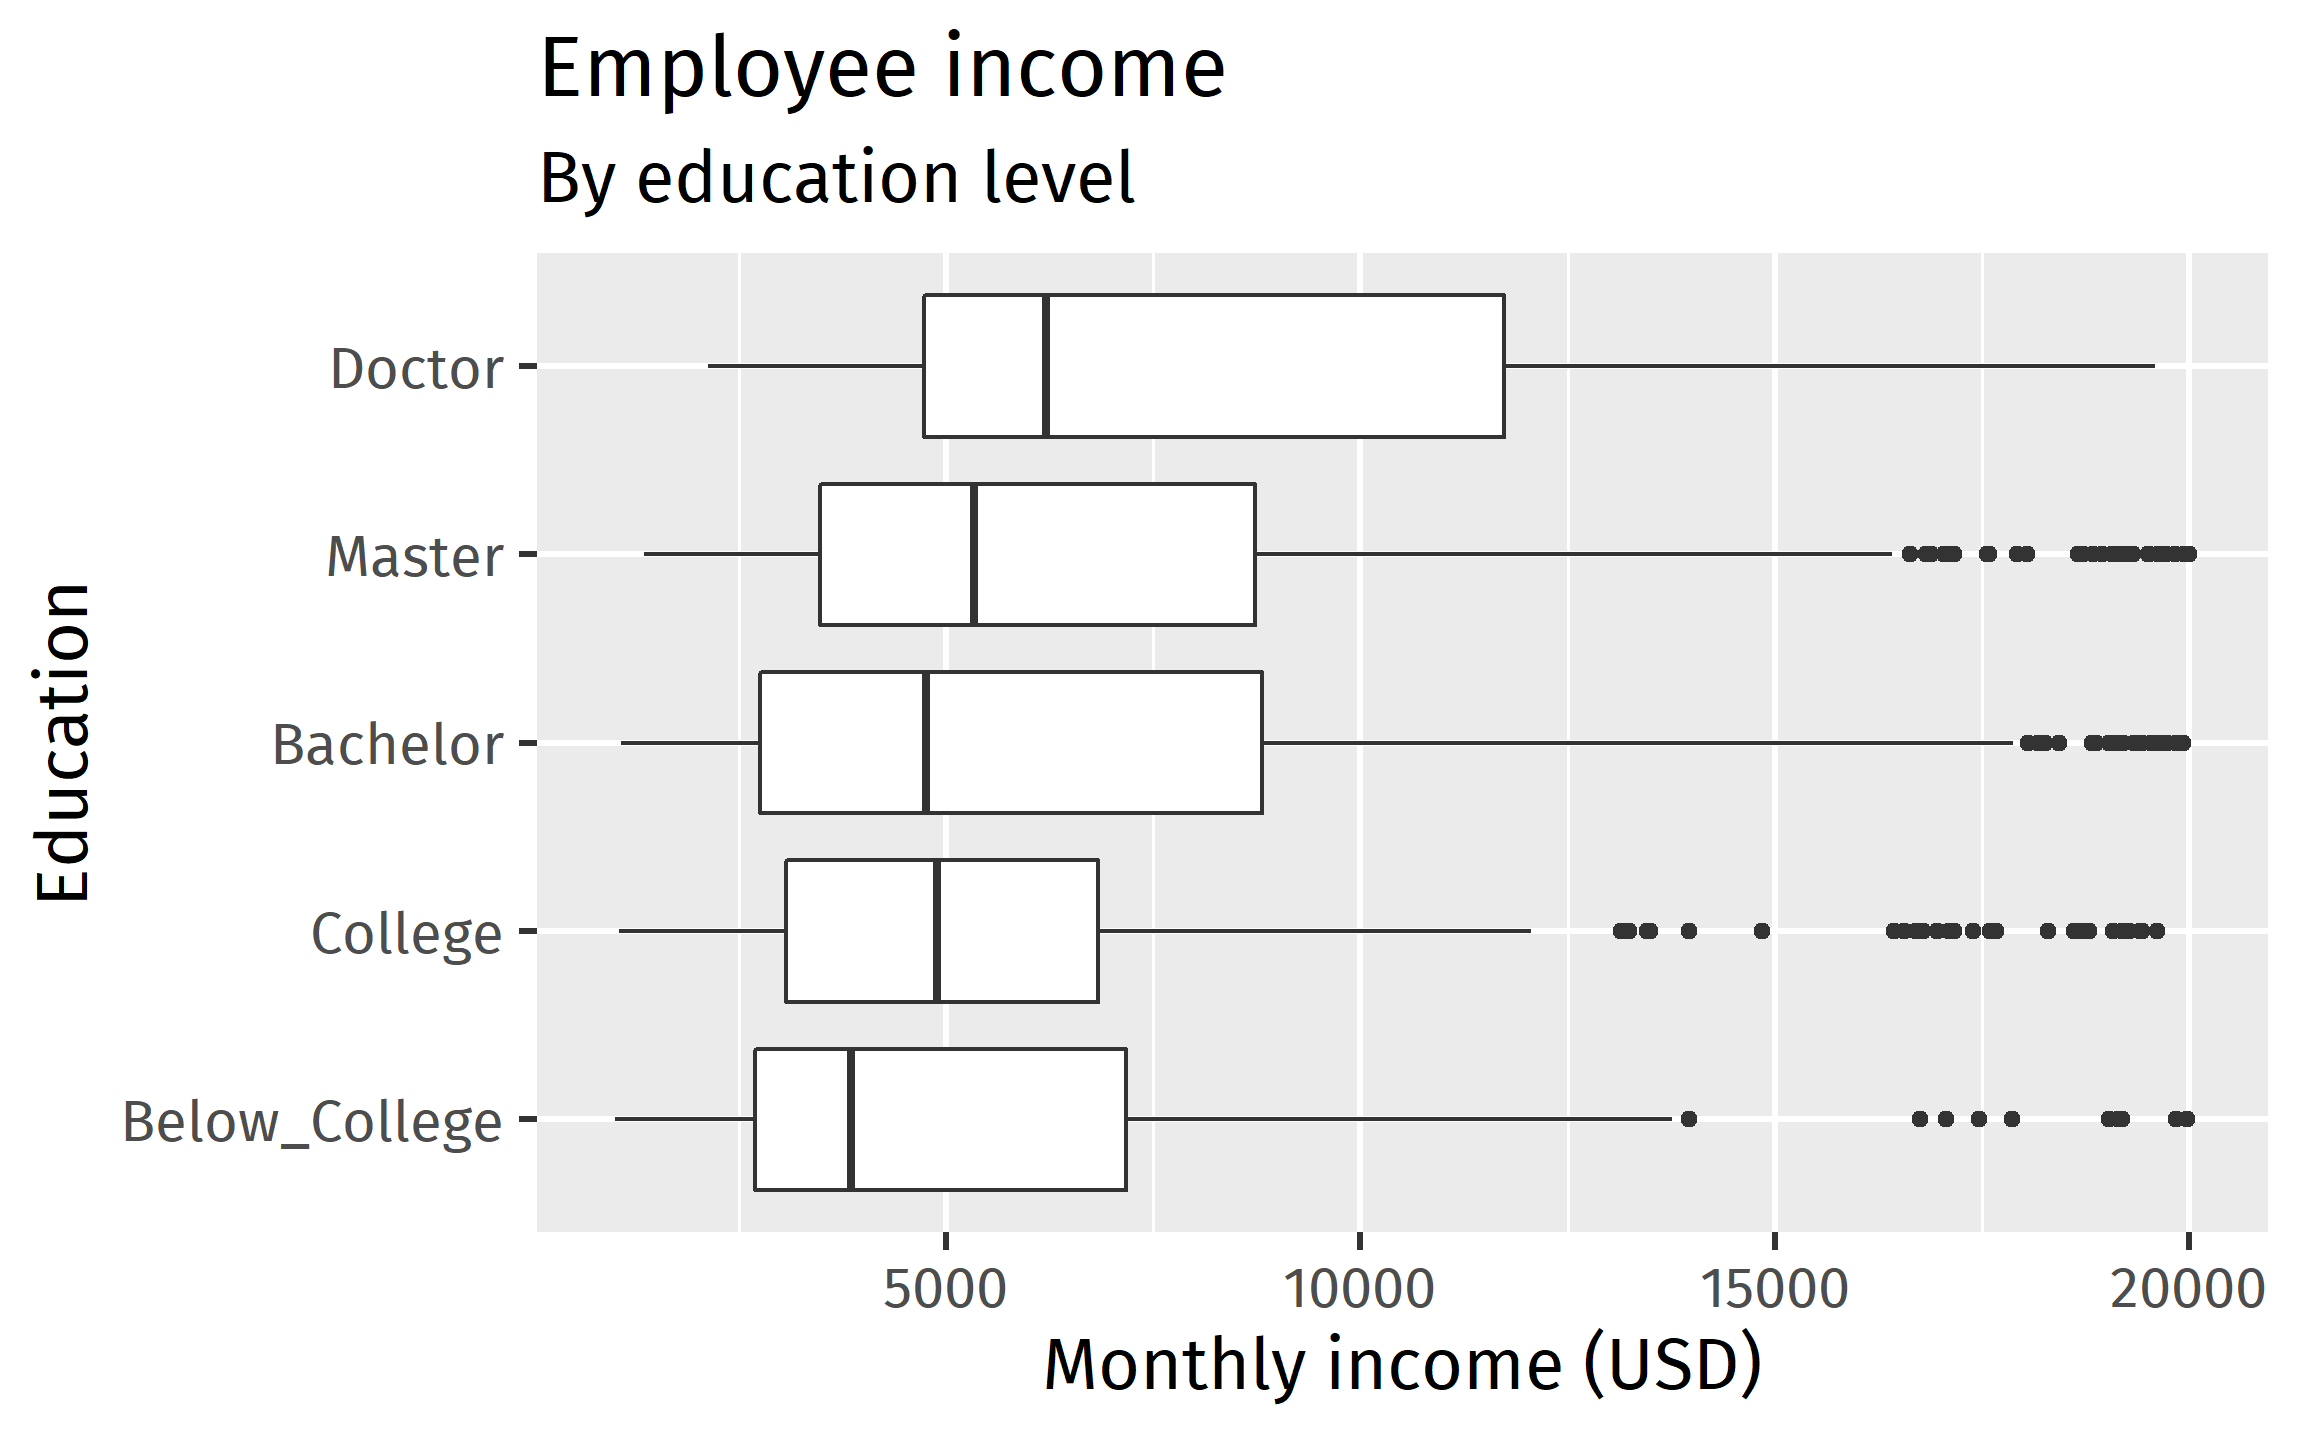 Employee income
By education level
Education
Doctor
Master
Bachelor
College
Below_College
5000 10000 15000 20000
Monthly income (USD)